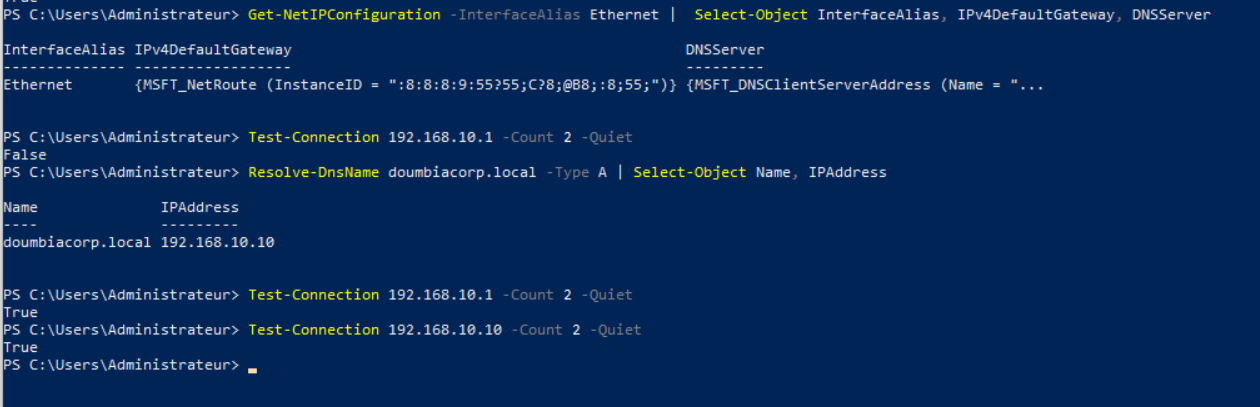 PS C:\Users\Administrateur> Get-NetIPConfiguration -InterfaceAlias Ethernet |  Select-Object InterfaceAlias, IPv4DefaultGateway, DNSServer
InterfaceAlias IPv4DefaultGateway DNSServer
-------------- ------------------ ---------
Ethernet {MSFT_NetRoute (InstanceID = ":8:8:8:9:55?55;C?8;@B8;:8;55;")} {MSFT_DNSClientServerAddress (Name = "...
PS C:\Users\Administrateur> Test-Connection 192.168.10.1 -Count 2 -Quiet
False
PS C:\Users\Administrateur> Resolve-DnsName doumbiacorp.local -Type A | Select-Object Name, IPAddress
Name IPAddress
---- ---------
doumbiacorp.local 192.168.10.10
PS C:\Users\Administrateur> Test-Connection 192.168.10.1 -Count 2 -Quiet
True
PS C:\Users\Administrateur> Test-Connection 192.168.10.10 -Count 2 -Quiet
True
PS C:\Users\Administrateur>